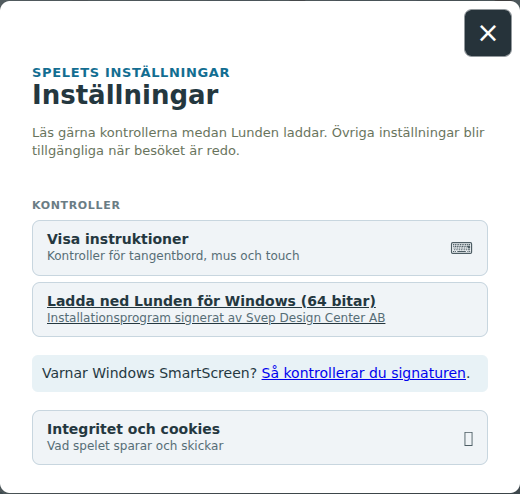 SPELETS INSTÄLLNINGAR
Inställningar
Läs gärna kontrollerna medan Lunden laddar. Övriga inställningar blir
tillgängliga när besöket är redo.
KONTROLLER
Visa instruktioner
Kontroller för tangentbord, mus och touch
Ladda ned Lunden för Windows (64 bitar)
Installationsprogram signerat av Svep Design Center AB
Varnar Windows SmartScreen? Så kontrollerar du signaturen.
Integritet och cookies
Vad spelet sparar och skickar